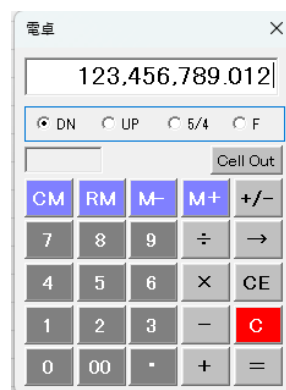 電卓 ×
123,456,789.012
DN UP 5/4 F
Cell Out
CM RM M- M+ +/-
7 8 9 ÷ →
4 5 6 × CE
1 2 3 - C
0 00 ・ + =